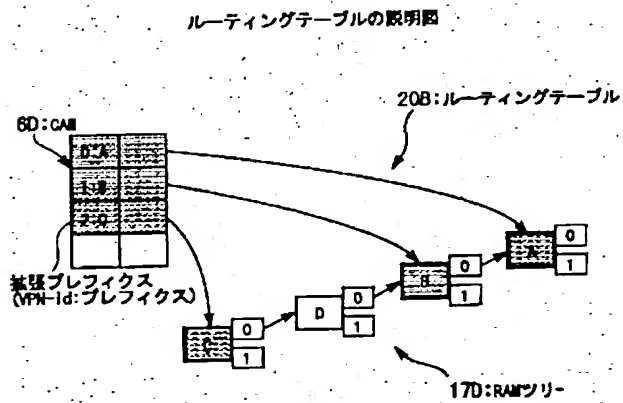 ルーティングテーブルの説明図
20B:ルーティングテーブル
6D:CAM
0:A
1:B
2:C
拡張プレフィクス
(VPN-id:プレフィクス)
A
0
1
B
0
1
D
0
1
C
0
1
17D:RAMツリー